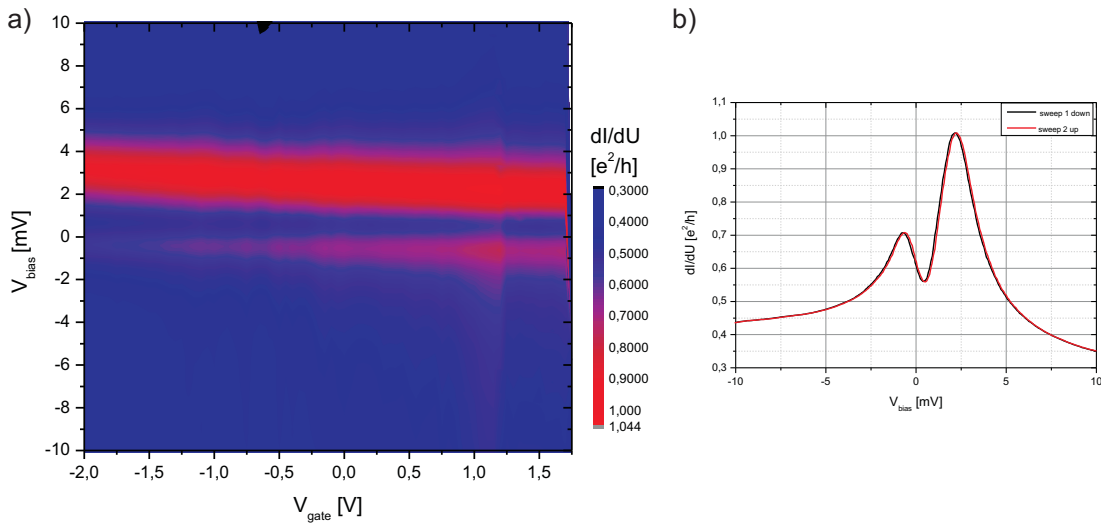 a)
10
8
6
4
2
0
-2
-4
-6
-8
-10
V_bias [mV]
-2,0 -1,5 -1,0 -0,5 0,0 0,5 1,0 1,5
V_gate [V]
dI/dU
[e²/h]
0,3000
0,4000
0,5000
0,6000
0,7000
0,8000
0,9000
1,000
1,044
b)
1,1
1,0
0,9
0,8
0,7
0,6
0,5
0,4
0,3
dI/dU [e²/h]
sweep 1 down
sweep 2 up
-10 -5 0 5 10
V_bias [mV]